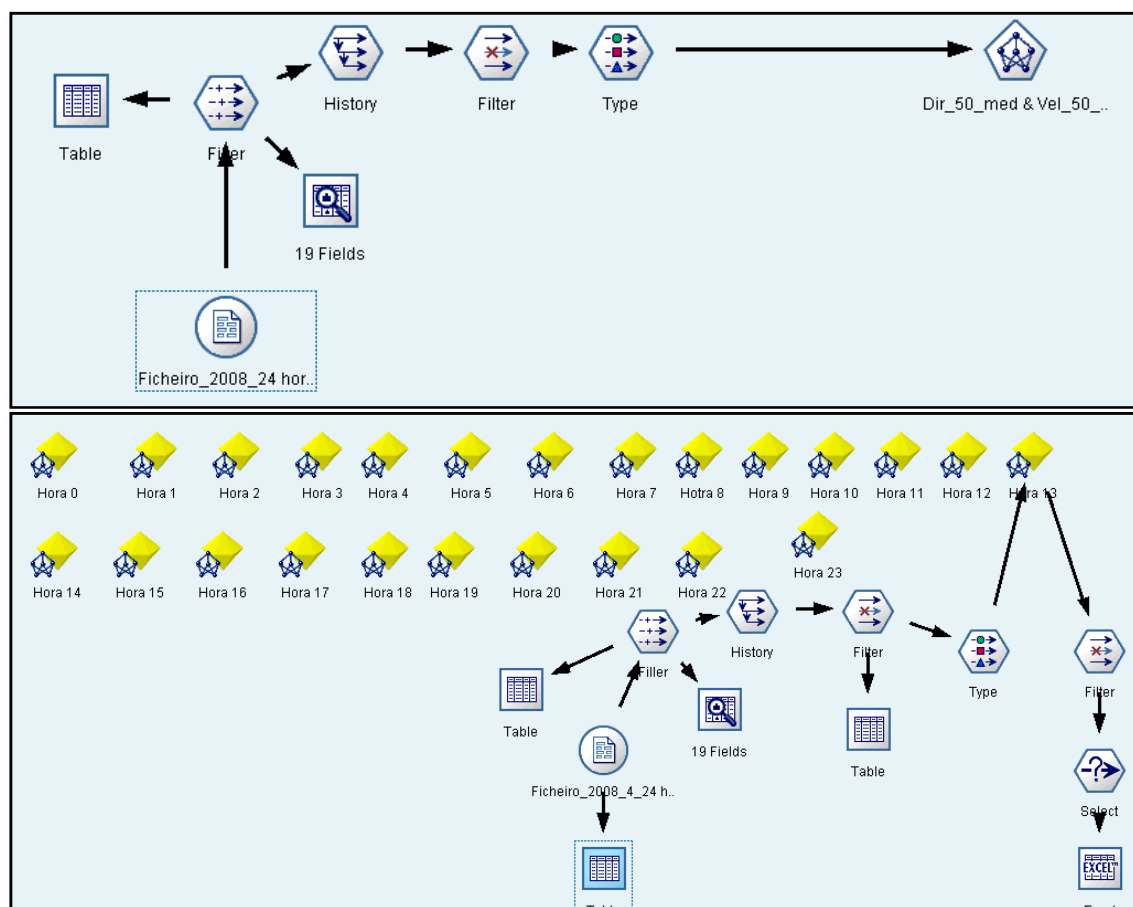 History
Filter
Type
Dir_50_med & Vel_50_..
Table
Filler
19 Fields
Ficheiro_2008_24 hor..
Hora 0
Hora 1
Hora 2
Hora 3
Hora 4
Hora 5
Hora 6
Hora 7
Hotra 8
Hora 9
Hora 10
Hora 11
Hora 12
Hora 13
Hora 14
Hora 15
Hora 16
Hora 17
Hora 18
Hora 19
Hora 20
Hora 21
Hora 22
Hora 23
Filler
History
Filter
Type
Filter
Table
19 Fields
Table
Ficheiro_2008_4_24 h..
Select
EXCEL™